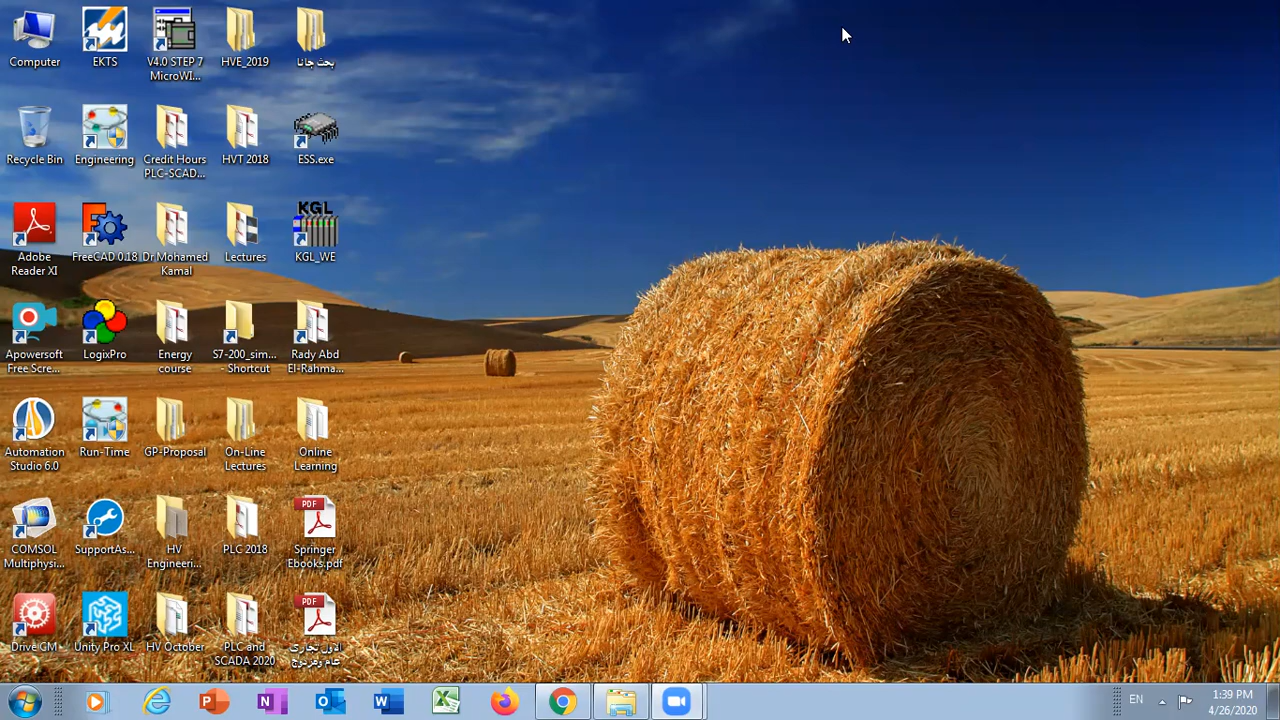 Computer
EKTS
V4.0 STEP 7
MicroWI...
HVE_2019
بحث جانا
Recycle Bin
Engineering
Credit Hours
PLC-SCAD...
HVT 2018
ESS.exe
Adobe
Reader XI
FreeCAD 0.18
Dr Mohamed
Kamal
Lectures
KGL
KGL_WE
Apowersoft
Free Scre...
LogixPro
Energy
course
S7-200_sim...
- Shortcut
Rady Abd
El-Rahma...
Automation
Studio 6.0
Run-Time
GP-Proposal
On-Line
Lectures
Online
Learning
COMSOL
Multiphysi...
SupportAs...
HV
Engineeri...
PLC 2018
PDF
Springer
Ebooks.pdf
Drive GM
Unity Pro XL
HV October
PLC and
SCADA 2020
PDF
الاول تجارى
عام ومزدوج
EN
1:39 PM
4/26/2020